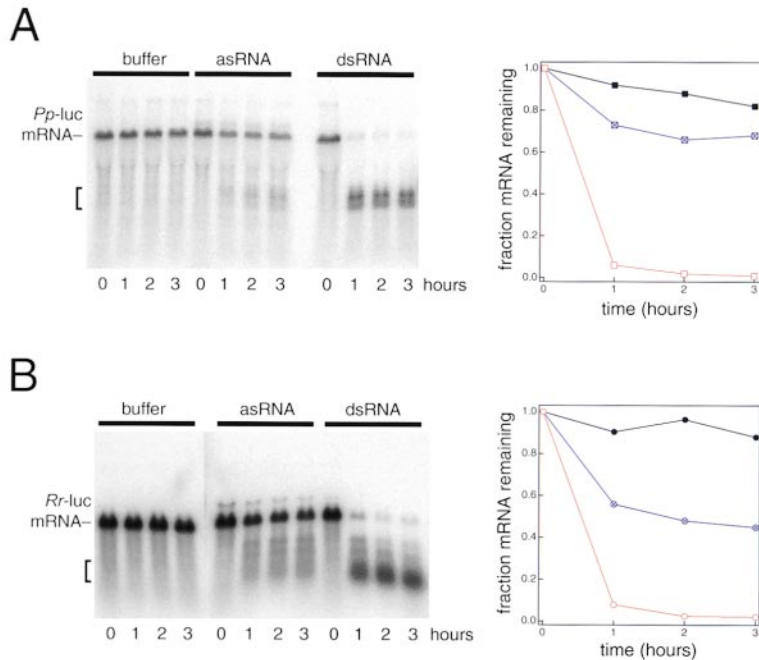 A
buffer asRNA dsRNA
Pp-luc
mRNA–
[
0 1 2 3 0 1 2 3 0 1 2 3 hours
fraction mRNA remaining
1.0
0.8
0.6
0.4
0.2
0.0
0 1 2 3
time (hours)
B
buffer asRNA dsRNA
Rr-luc
mRNA–
[
0 1 2 3 0 1 2 3 0 1 2 3 hours
fraction mRNA remaining
1.0
0.8
0.6
0.4
0.2
0.0
0 1 2 3
time (hours)